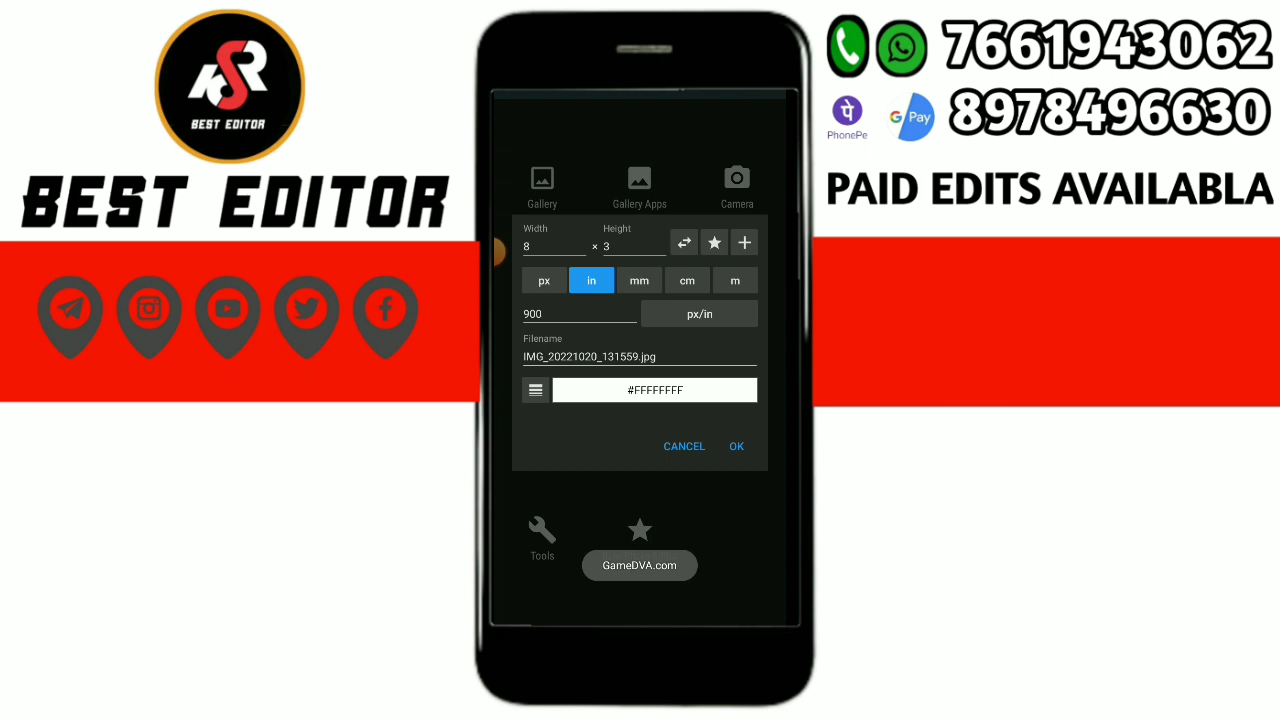 KSR
BEST EDITOR
BEST EDITOR
7661943062
पे
PhonePe
G Pay
8978496630
PAID EDITS AVAILABLA
Gallery
Gallery Apps
Camera
Width
Height
8
×
3
px
in
mm
cm
m
900
px/in
Filename
IMG_20221020_131559.jpg
#FFFFFFFF
CANCEL
OK
Tools
GameDVA.com